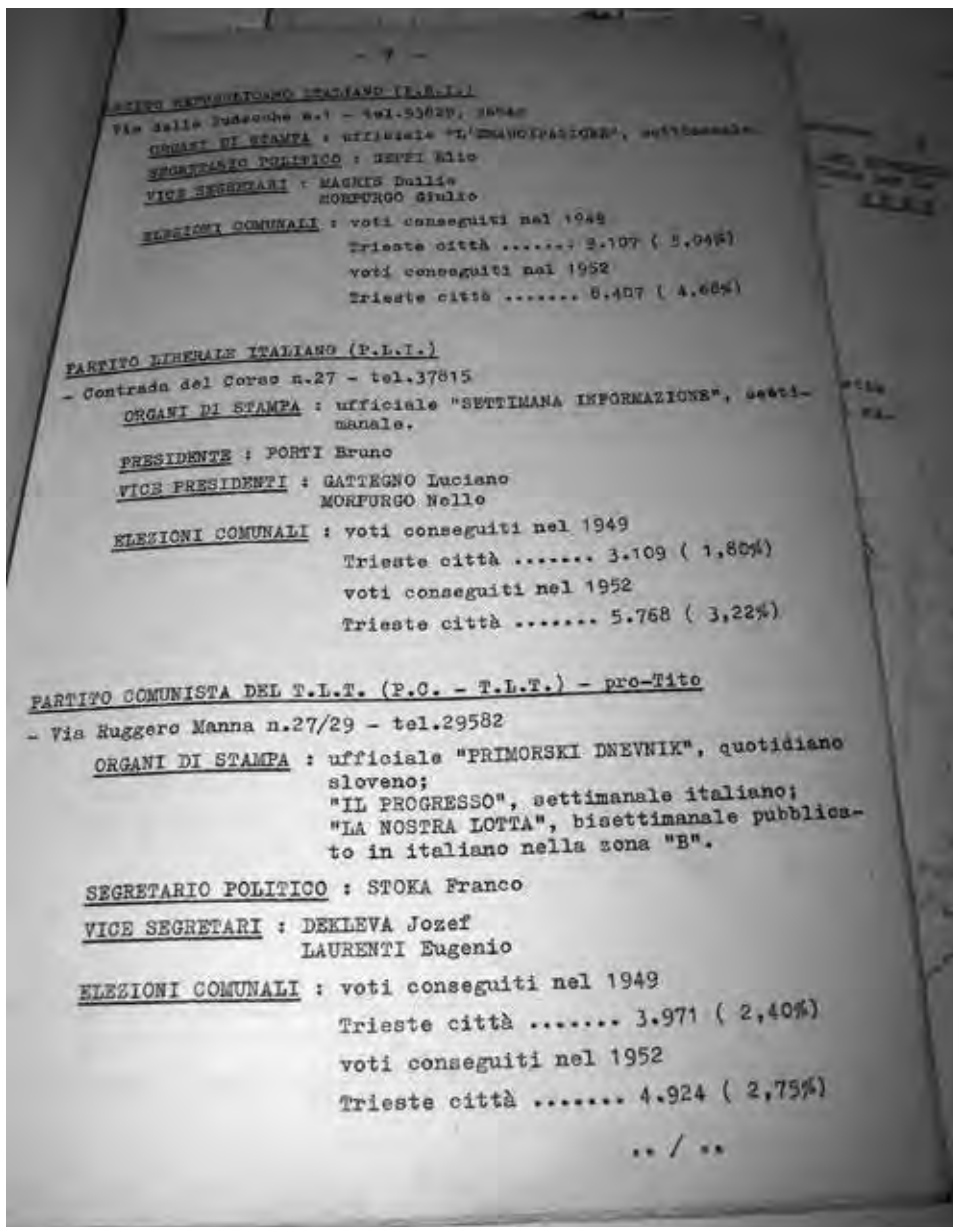 - 7 -
PARTITO REPUBBLICANO ITALIANO (P.R.I.)
Via delle Zudecche n.1 - tel.
ORGANI DI STAMPA : ufficiale "L'EMANCIPAZIONE", settimanale.
SEGRETARIO POLITICO : GEPPI Elio
VICE SEGRETARI : MAGRIS Duilio
MORPURGO Giulio
ELEZIONI COMUNALI : voti conseguiti nel 1949
Trieste città ....... 9.107 ( 5,04%)
voti conseguiti nel 1952
Trieste città ....... 8.407 ( 4,68%)
PARTITO LIBERALE ITALIANO (P.L.I.)
- Contrada del Corso n.27 - tel.37815
ORGANI DI STAMPA : ufficiale "SETTIMANA INFORMAZIONE", setti-
manale.
PRESIDENTE : FORTI Bruno
VICE PRESIDENTI : GATTEGNO Luciano
MORPURGO Nello
ELEZIONI COMUNALI : voti conseguiti nel 1949
Trieste città ....... 3.109 ( 1,80%)
voti conseguiti nel 1952
Trieste città ....... 5.768 ( 3,22%)
PARTITO COMUNISTA DEL T.L.T. (P.C. - T.L.T.) - pro-Tito
- Via Ruggero Manna n.27/29 - tel.29582
ORGANI DI STAMPA : ufficiale "PRIMORSKI DNEVNIK", quotidiano
sloveno;
"IL PROGRESSO", settimanale italiano;
"LA NOSTRA LOTTA", bisettimanale pubblica-
to in italiano nella zona "B".
SEGRETARIO POLITICO : STOKA Franco
VICE SEGRETARI : DEKLEVA Jozef
LAURENTI Eugenio
ELEZIONI COMUNALI : voti conseguiti nel 1949
Trieste città ....... 3.971 ( 2,40%)
voti conseguiti nel 1952
Trieste città ....... 4.924 ( 2,75%)
.. / ..